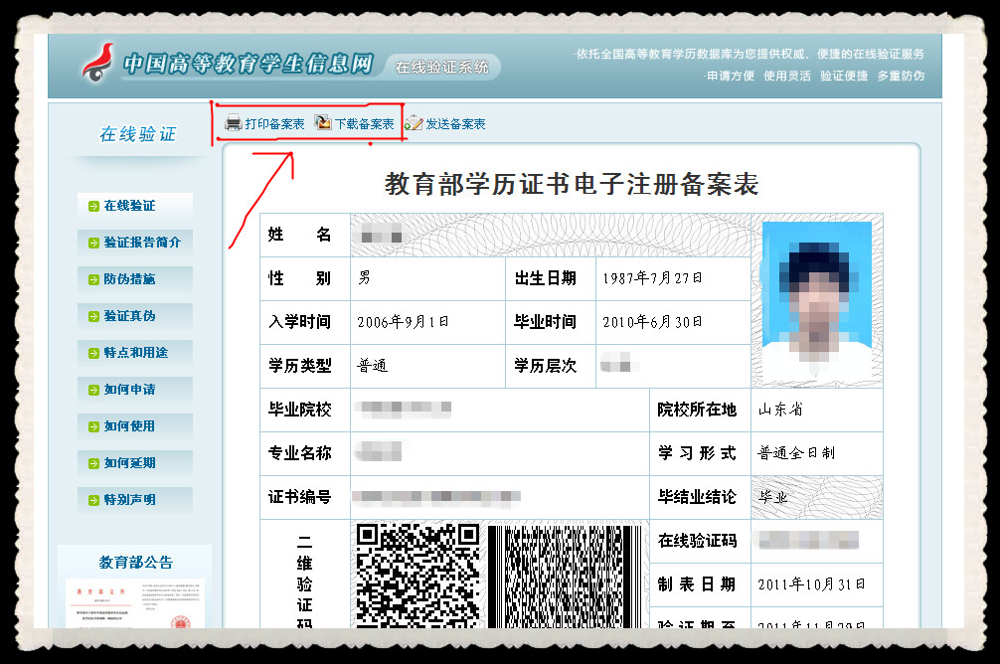 中国高等教育学生信息网 在线验证系统
·依托全国高等教育学历数据库为您提供权威、便捷的在线验证服务
·申请方便 使用灵活 验证便捷 多重防伪
在线验证
打印备案表 下载备案表 发送备案表
教育部学历证书电子注册备案表
在线验证
验证报告简介
防伪措施
验证真伪
特点和用途
如何申请
如何使用
如何延期
特别声明
教育部公告
姓 名
性 别 男 出生日期 1987年7月27日
入学时间 2006年9月1日 毕业时间 2010年6月30日
学历类型 普通 学历层次
毕业院校 院校所在地 山东省
专业名称 学习形式 普通全日制
证书编号 毕结业结论 毕业
二维验证码 在线验证码
制表日期 2011年10月31日
验证期至 2011年11月29日